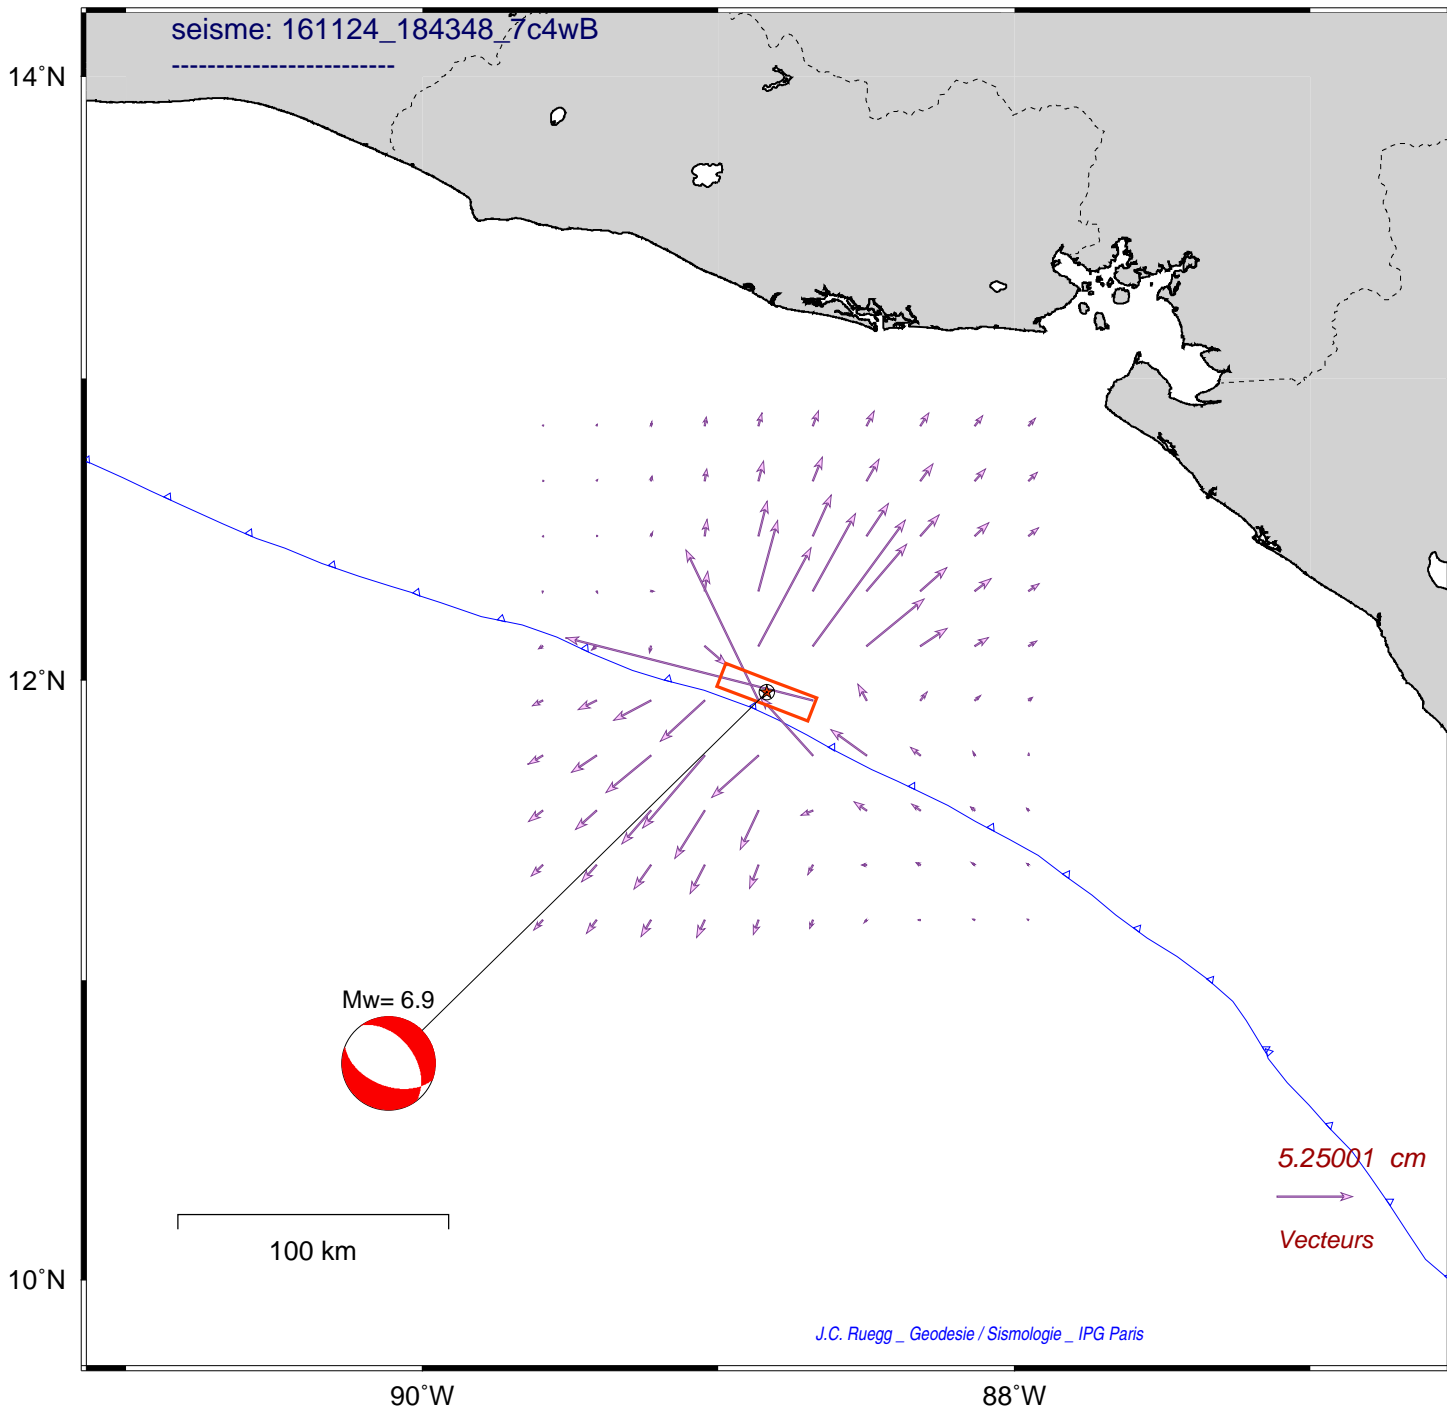 seisme: 161124_184348_7c4wB
------------------------
14°N
12°N
Mw= 6.9
5.25001 cm
Vecteurs
100 km
10°N
J.C. Ruegg _ Geodesie / Sismologie _ IPG Paris
90°W
88°W